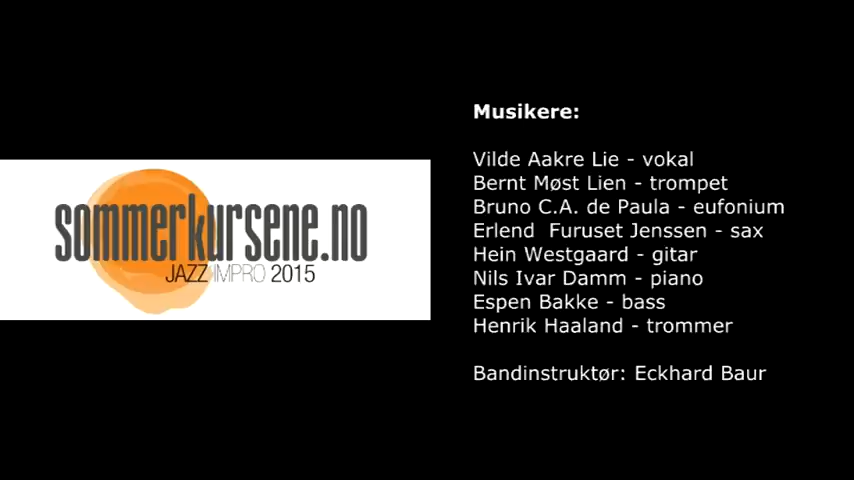 sommerkursene.no
JAZZ IMPRO 2015
Musikere:
Vilde Aakre Lie - vokal
Bernt Møst Lien - trompet
Bruno C.A. de Paula - eufonium
Erlend Furuset Jenssen - sax
Hein Westgaard - gitar
Nils Ivar Damm - piano
Espen Bakke - bass
Henrik Haaland - trommer
Bandinstruktør: Eckhard Baur